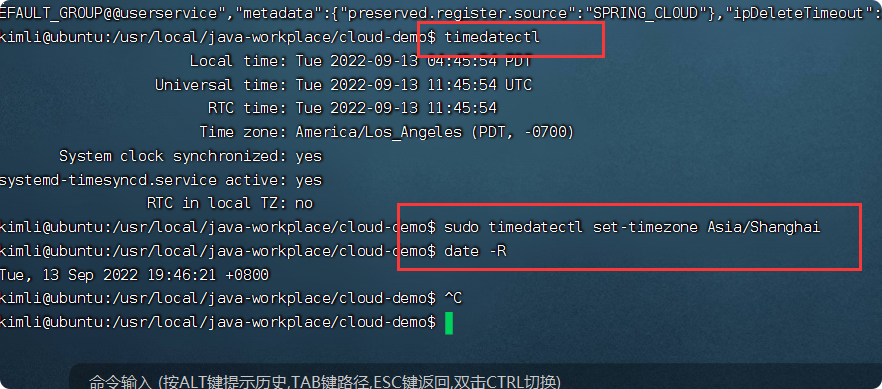 EFAULT_GROUP@@userservice","metadata":{"preserved.register.source":"SPRING_CLOUD"},"ipDeleteTimeout":
kimli@ubuntu:/usr/local/java-workplace/cloud-demo$ timedatectl
Local time: Tue 2022-09-13 04:45:54 PDT
Universal time: Tue 2022-09-13 11:45:54 UTC
RTC time: Tue 2022-09-13 11:45:54
Time zone: America/Los_Angeles (PDT, -0700)
System clock synchronized: yes
systemd-timesyncd.service active: yes
RTC in local TZ: no
kimli@ubuntu:/usr/local/java-workplace/cloud-demo$ sudo timedatectl set-timezone Asia/Shanghai
kimli@ubuntu:/usr/local/java-workplace/cloud-demo$ date -R
Tue, 13 Sep 2022 19:46:21 +0800
kimli@ubuntu:/usr/local/java-workplace/cloud-demo$ ^C
kimli@ubuntu:/usr/local/java-workplace/cloud-demo$
命令输入 (按ALT键提示历史,TAB键路径,ESC键返回,双击CTRL切换)